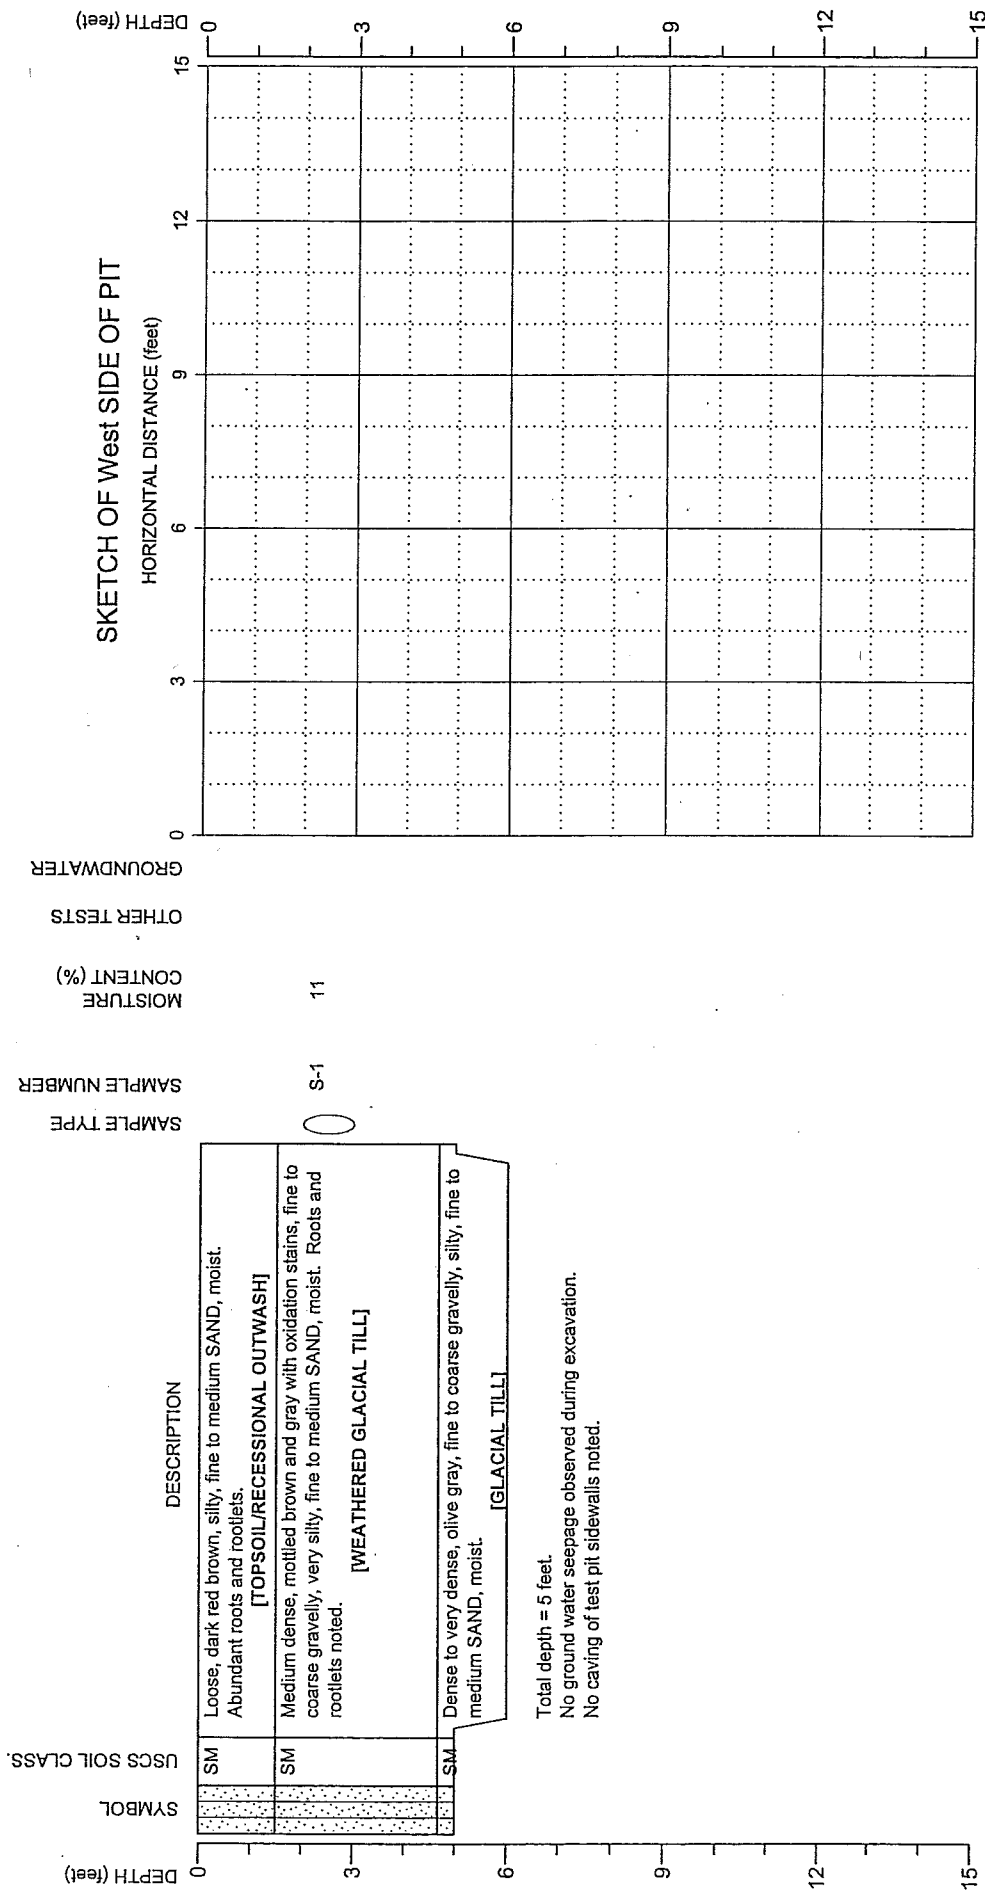 DEPTH (feet)
SYMBOL
USCS SOIL CLASS.
DESCRIPTION
SAMPLE TYPE
SAMPLE NUMBER
MOISTURE
CONTENT (%)
OTHER TESTS
GROUNDWATER
SKETCH OF West SIDE OF PIT
HORIZONTAL DISTANCE (feet)
0
3
6
9
12
15
DEPTH (feet)
0
3
6
9
12
15
SM
Loose, dark red brown, silty, fine to medium SAND, moist.
Abundant roots and rootlets.
[TOPSOIL/RECESSIONAL OUTWASH]
SM
Medium dense, mottled brown and gray with oxidation stains, fine to
coarse gravelly, very silty, fine to medium SAND, moist. Roots and
rootlets noted.
[WEATHERED GLACIAL TILL]
S-1
11
SM
Dense to very dense, olive gray, fine to coarse gravelly, silty, fine to
medium SAND, moist.
[GLACIAL TILL]
Total depth = 5 feet.
No ground water seepage observed during excavation.
No caving of test pit sidewalls noted.
0
3
6
9
12
15